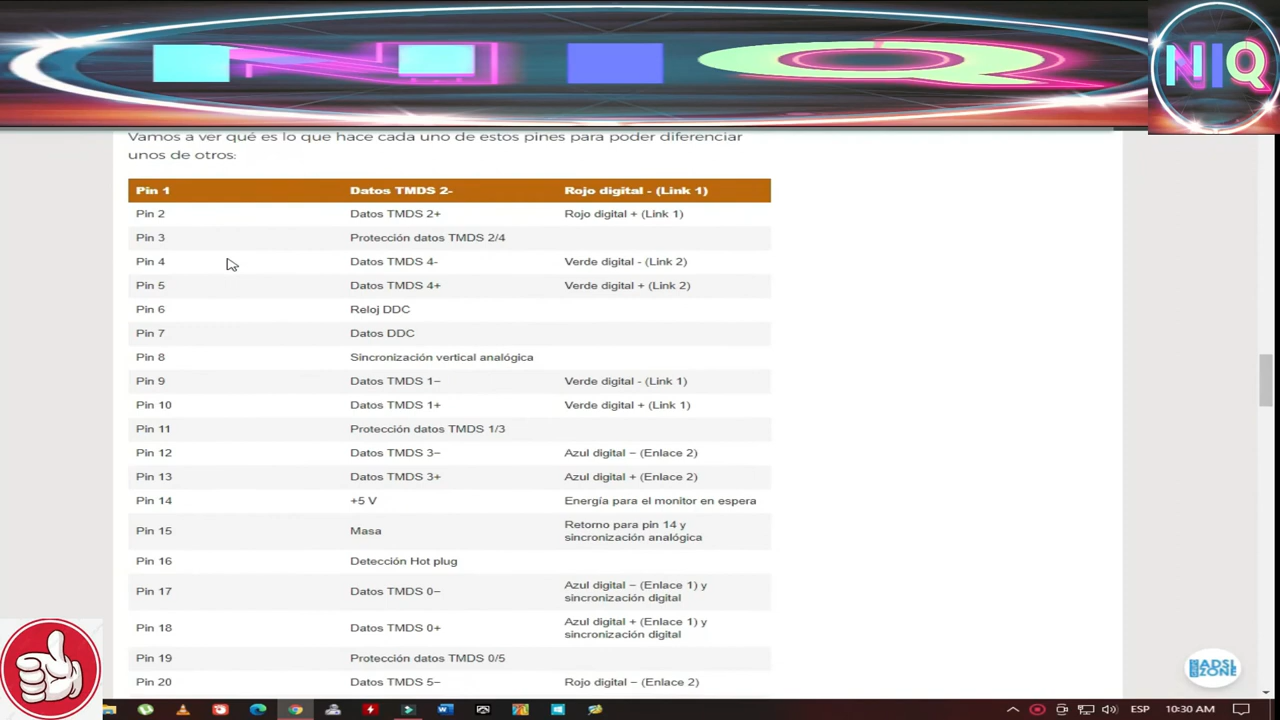 NIQ
NIQ
Vamos a ver qué es lo que hace cada uno de estos pines para poder diferenciar
unos de otros:
Pin 1 Datos TMDS 2- Rojo digital - (Link 1)
Pin 2 Datos TMDS 2+ Rojo digital + (Link 1)
Pin 3 Protección datos TMDS 2/4
Pin 4 Datos TMDS 4- Verde digital - (Link 2)
Pin 5 Datos TMDS 4+ Verde digital + (Link 2)
Pin 6 Reloj DDC
Pin 7 Datos DDC
Pin 8 Sincronización vertical analógica
Pin 9 Datos TMDS 1− Verde digital - (Link 1)
Pin 10 Datos TMDS 1+ Verde digital + (Link 1)
Pin 11 Protección datos TMDS 1/3
Pin 12 Datos TMDS 3− Azul digital − (Enlace 2)
Pin 13 Datos TMDS 3+ Azul digital + (Enlace 2)
Pin 14 +5 V Energía para el monitor en espera
Pin 15 Masa Retorno para pin 14 y
sincronización analógica
Pin 16 Detección Hot plug
Pin 17 Datos TMDS 0− Azul digital − (Enlace 1) y
sincronización digital
Pin 18 Datos TMDS 0+ Azul digital + (Enlace 1) y
sincronización digital
Pin 19 Protección datos TMDS 0/5
Pin 20 Datos TMDS 5− Rojo digital − (Enlace 2)
ADSL
ZONE
ESP 10:30 AM